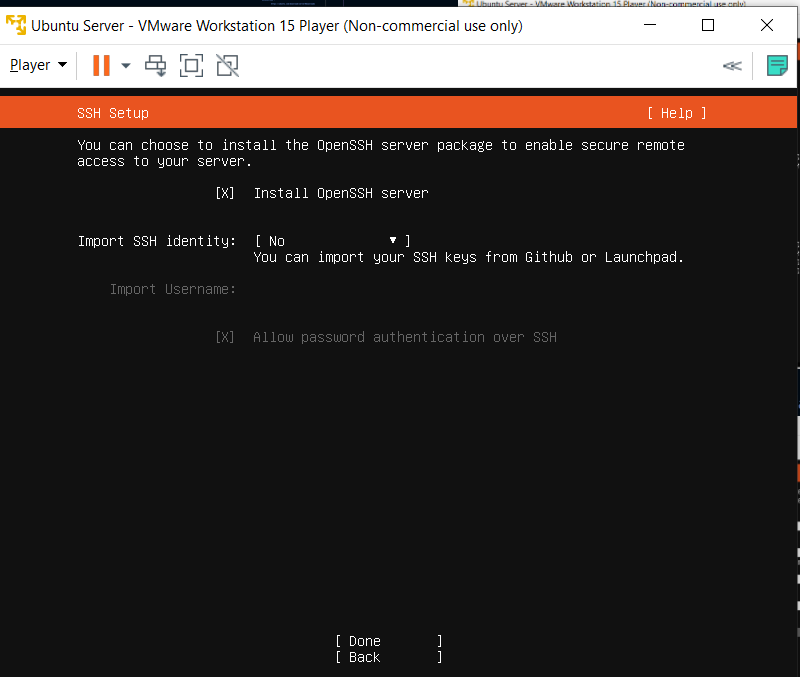 Ubuntu Server - VMware Workstation 15 Player (Non-commercial use only)
Ubuntu Server - VMware Workstation 15 Player (Non-commercial use only)
Player
SSH Setup [ Help ]
You can choose to install the OpenSSH server package to enable secure remote
access to your server.
[X] Install OpenSSH server
Import SSH identity: [ No ▾ ]
You can import your SSH keys from Github or Launchpad.
Import Username:
[X] Allow password authentication over SSH
[ Done ]
[ Back ]